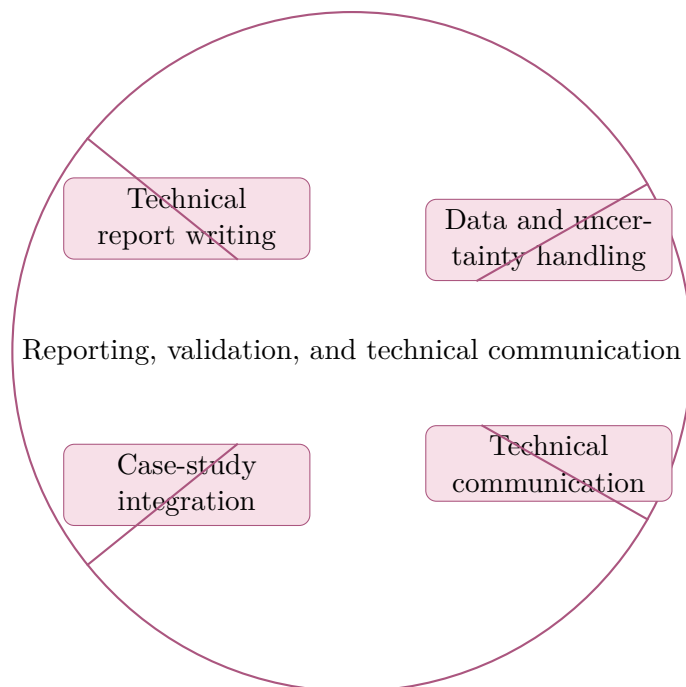 Technical
report writing
Data and uncer-
tainty handling
Reporting, validation, and technical communication
Case-study
integration
Technical
communication